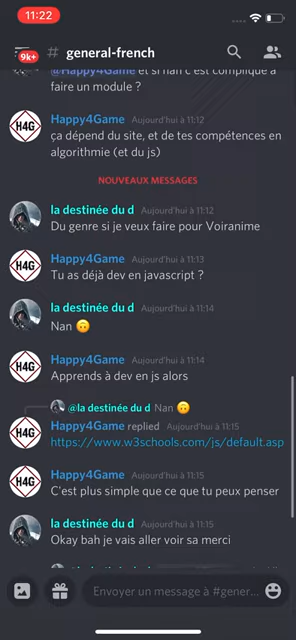 11:22
9k+
# general-french
@Happy4Game et si nan c'est compliqué à
faire un module ?
H4G
Happy4Game Aujourd'hui à 11:12
ça dépend du site, et de tes compétences en
algorithmie (et du js)
NOUVEAUX MESSAGES
la destinée du d Aujourd'hui à 11:12
Du genre si je veux faire pour Voiranime
H4G
Happy4Game Aujourd'hui à 11:13
Tu as déjà dev en javascript ?
la destinée du d Aujourd'hui à 11:14
Nan 🙃
H4G
Happy4Game Aujourd'hui à 11:14
Apprends à dev en js alors
@la destinée du d Nan 🙃
H4G
Happy4Game replied Aujourd'hui à 11:15
https://www.w3schools.com/js/default.asp
H4G
Happy4Game Aujourd'hui à 11:15
C'est plus simple que ce que tu peux penser
la destinée du d Aujourd'hui à 11:15
Okay bah je vais aller voir sa merci
Envoyer un message à #gener...